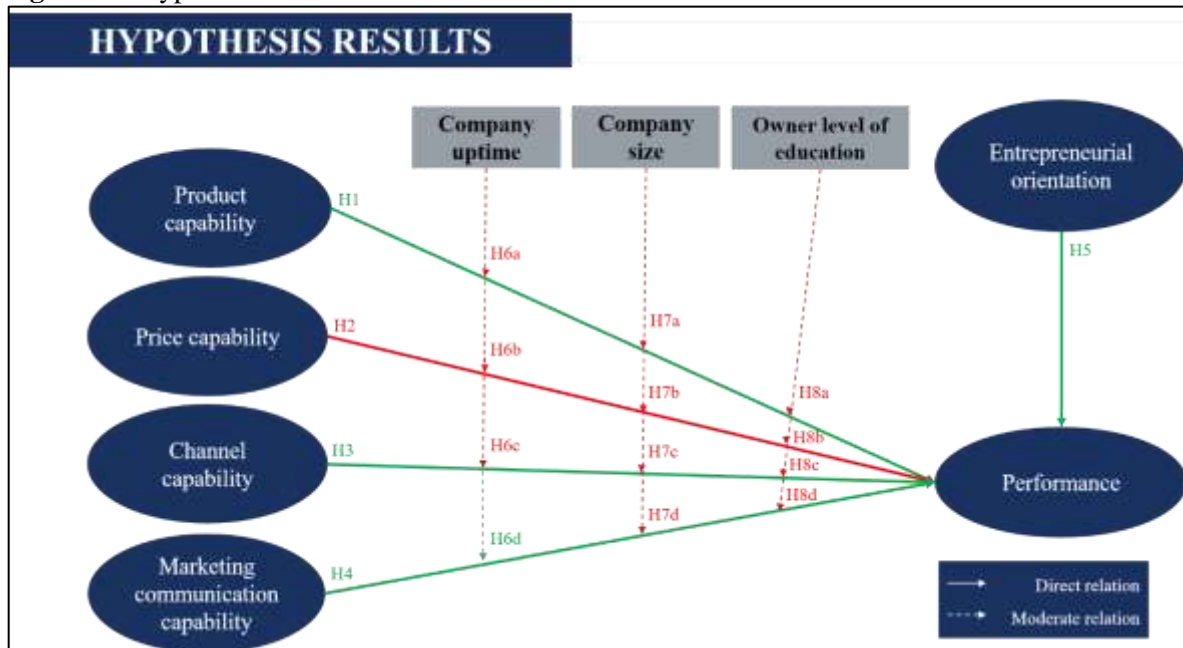 HYPOTHESIS RESULTS
Company
uptime
Company
size
Owner level of
education
Entrepreneurial
orientation
Product
capability
H1
H5
H6a
Price capability
H2
H7a
H6b
H7b
H8a
Channel
capability
H3
H6c
H7c
H8b
H8c
Performance
H8d
H7d
H6d
Marketing
communication
capability
H4
Direct relation
Moderate relation